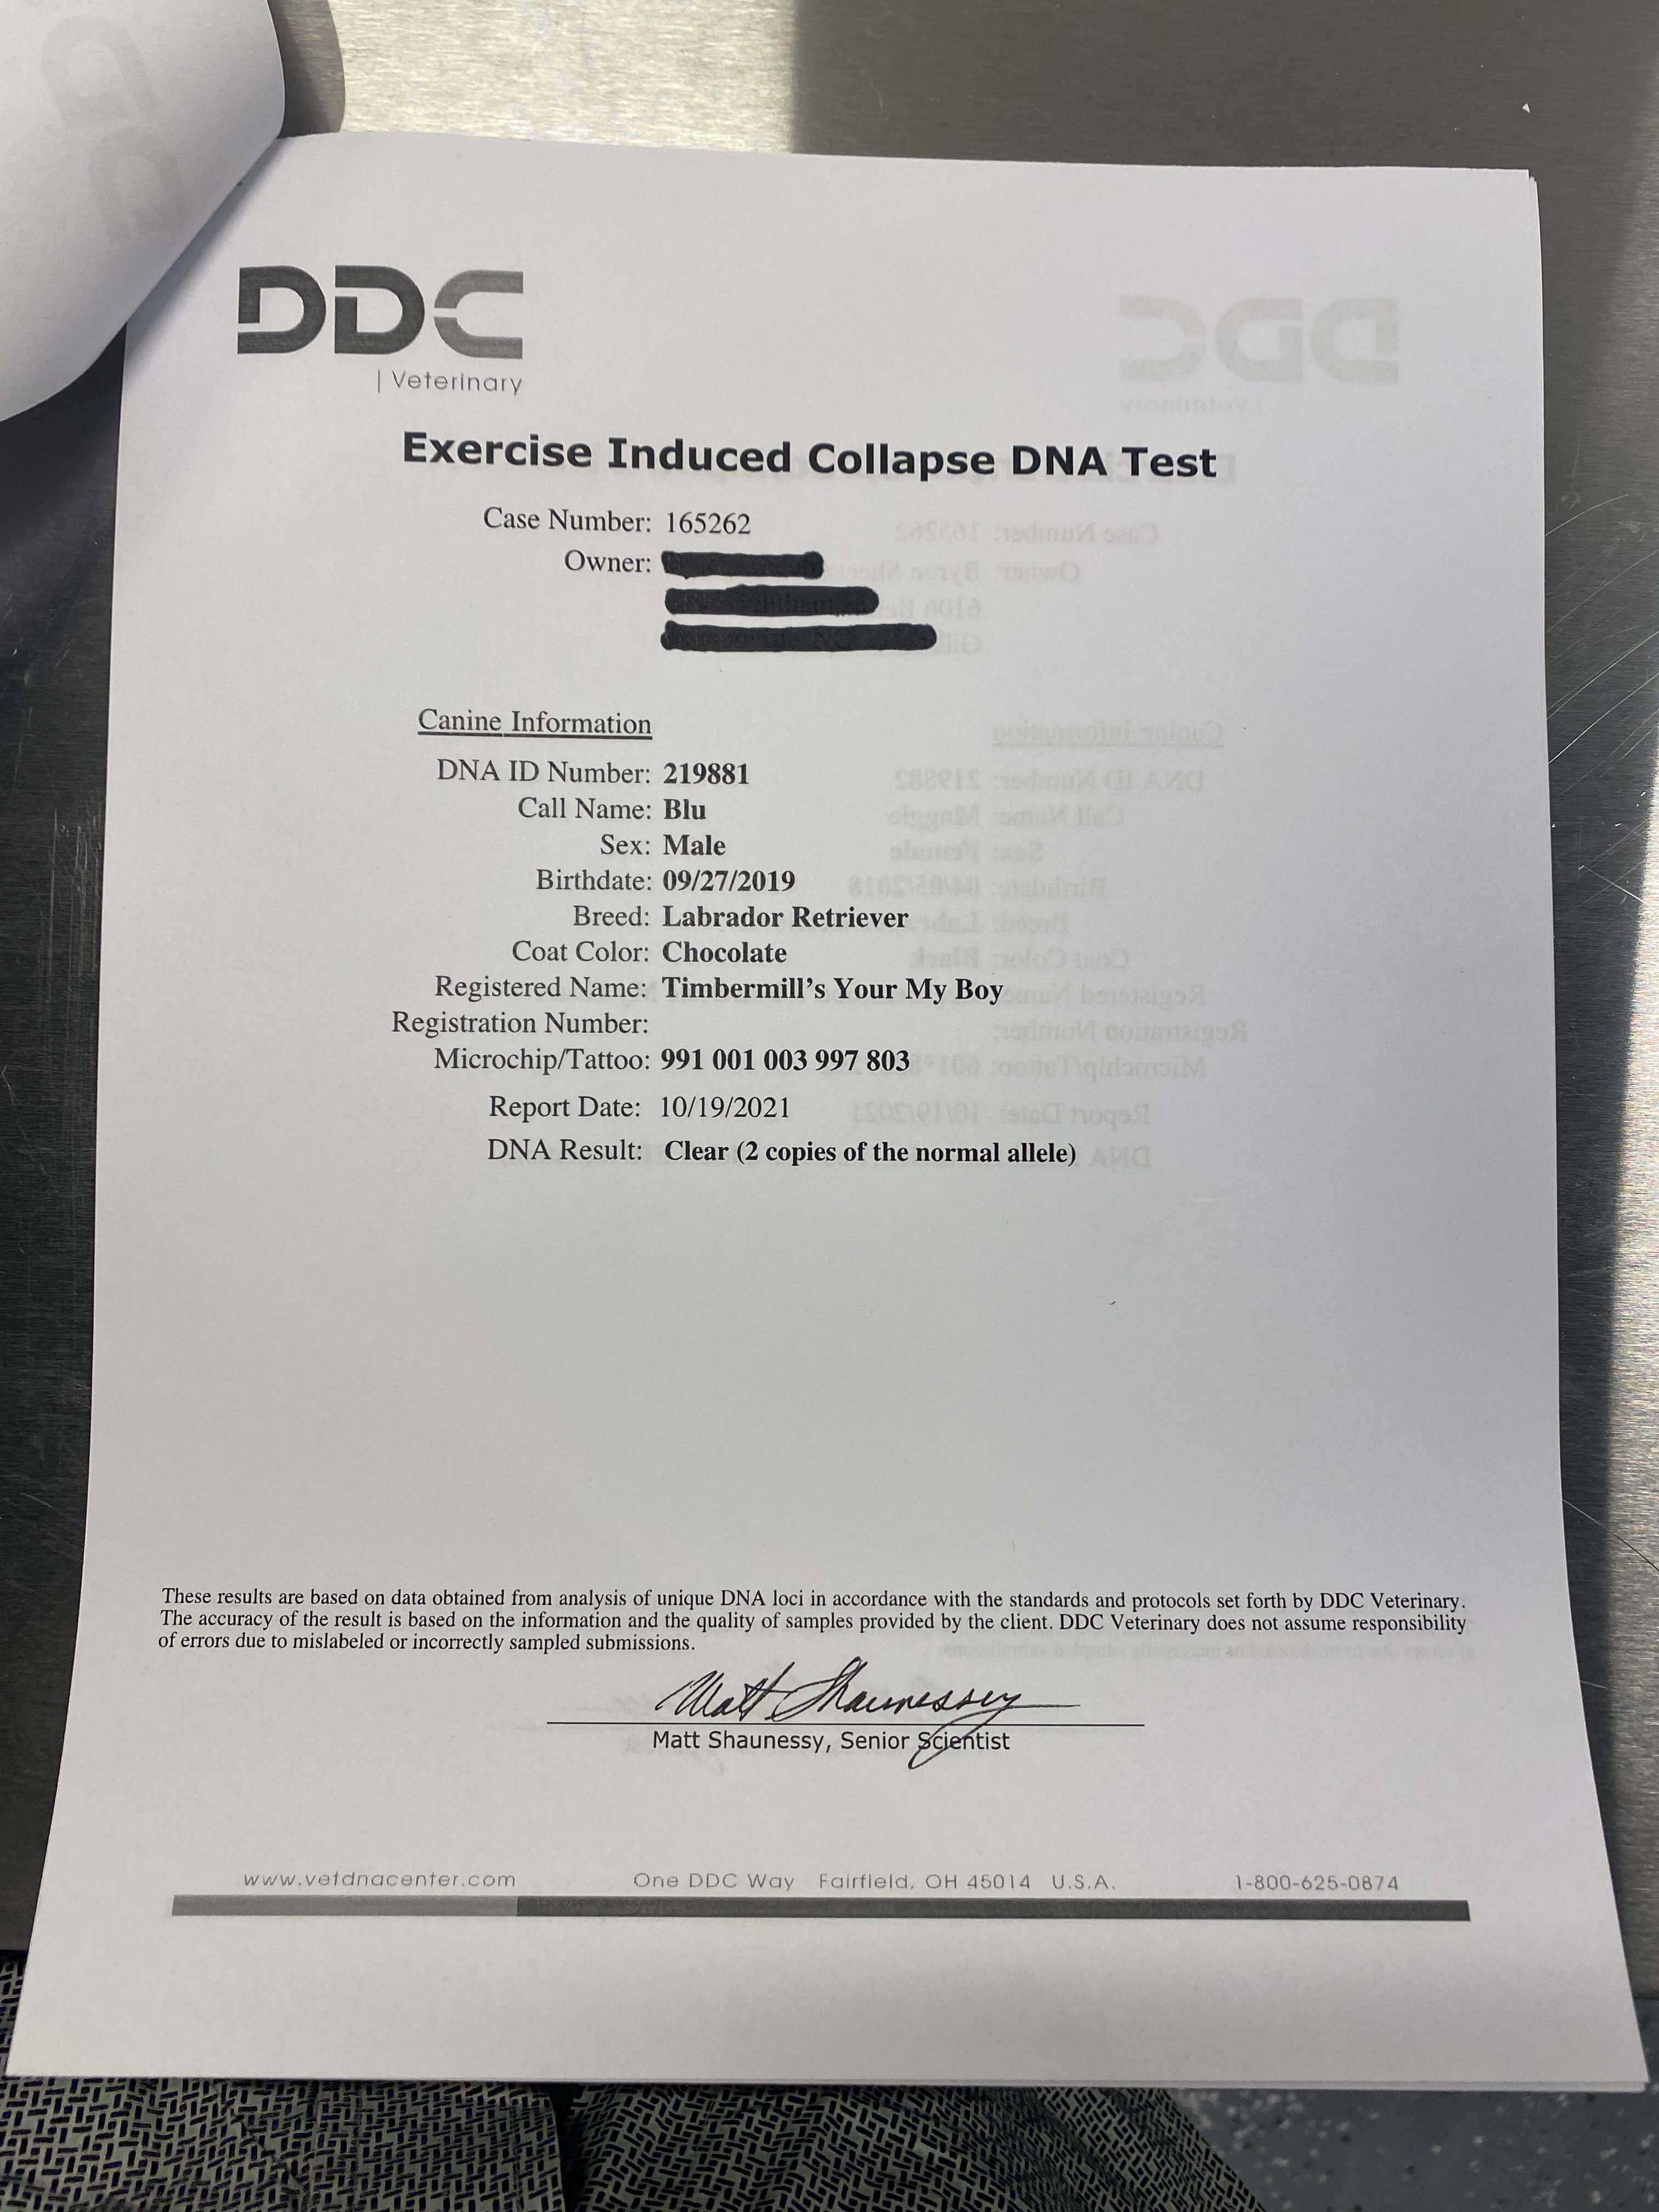 DDC
| Veterinary
Exercise Induced Collapse DNA Test
Case Number: 165262
Owner:
Canine Information
DNA ID Number: 219881
Call Name: Blu
Sex: Male
Birthdate: 09/27/2019
Breed: Labrador Retriever
Coat Color: Chocolate
Registered Name: Timbermill's Your My Boy
Registration Number:
Microchip/Tattoo: 991 001 003 997 803
Report Date: 10/19/2021
DNA Result: Clear (2 copies of the normal allele)
These results are based on data obtained from analysis of unique DNA loci in accordance with the standards and protocols set forth by DDC Veterinary.
The accuracy of the result is based on the information and the quality of samples provided by the client. DDC Veterinary does not assume responsibility
of errors due to mislabeled or incorrectly sampled submissions.
Matt Shaunessy
Matt Shaunessy, Senior Scientist
www.vetdnacenter.com One DDC Way Fairfield, OH 45014 U.S.A. 1-800-625-0874